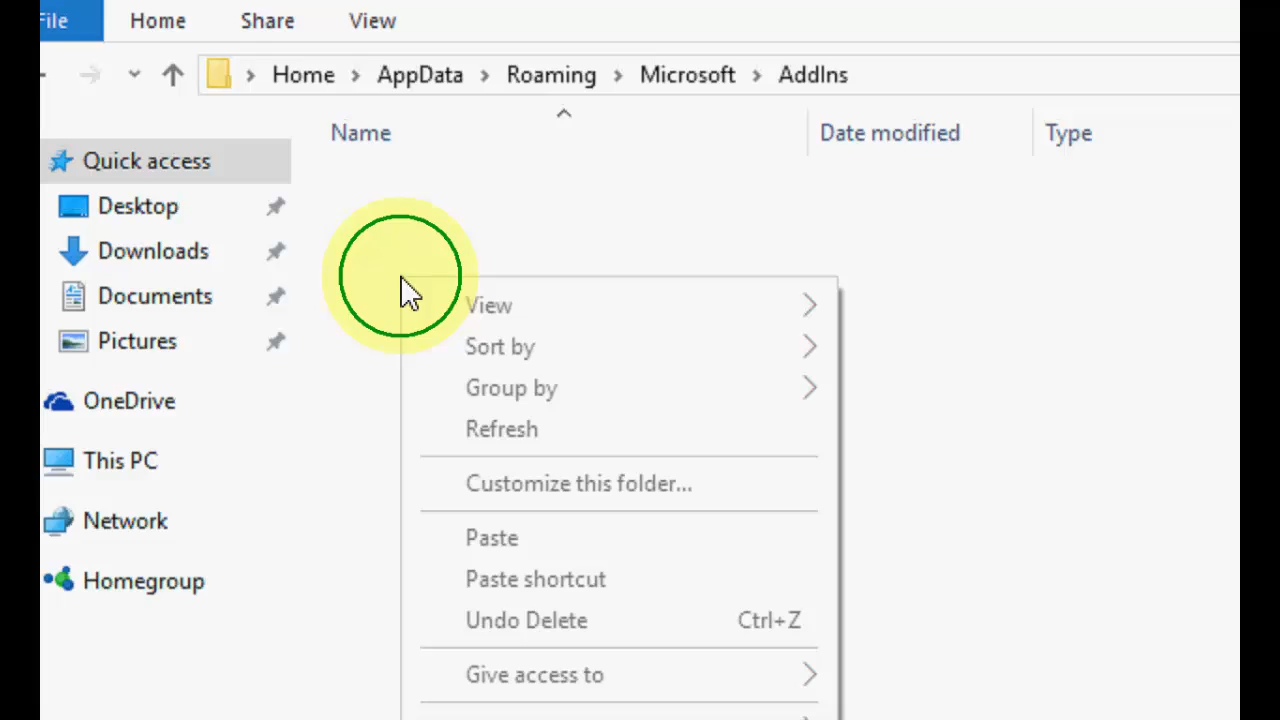 File Home Share View
Home AppData Roaming Microsoft AddIns
Name Date modified Type
Quick access
Desktop
Downloads
Documents
Pictures
OneDrive
This PC
Network
Homegroup
View
Sort by
Group by
Refresh
Customize this folder...
Paste
Paste shortcut
Undo Delete Ctrl+Z
Give access to